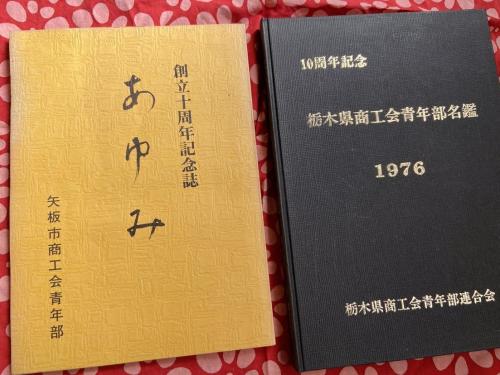 創立十周年記念誌
あゆみ
矢板市商工会青年部
10周年記念
栃木県商工会青年部名鑑
1976
栃木県商工会青年部連合会